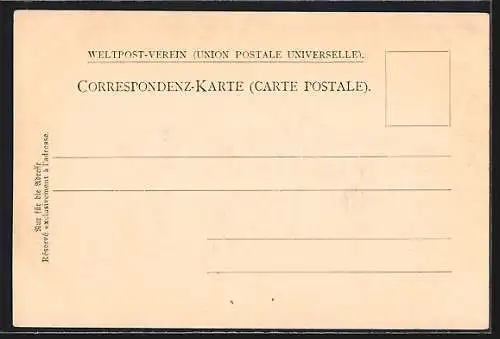 WELTPOST-VEREIN (UNION POSTALE UNIVERSELLE).
CORRESPONDENZ-KARTE (CARTE POSTALE).
Nur für die Adresse
Réservé exclusivement à l'adresse.